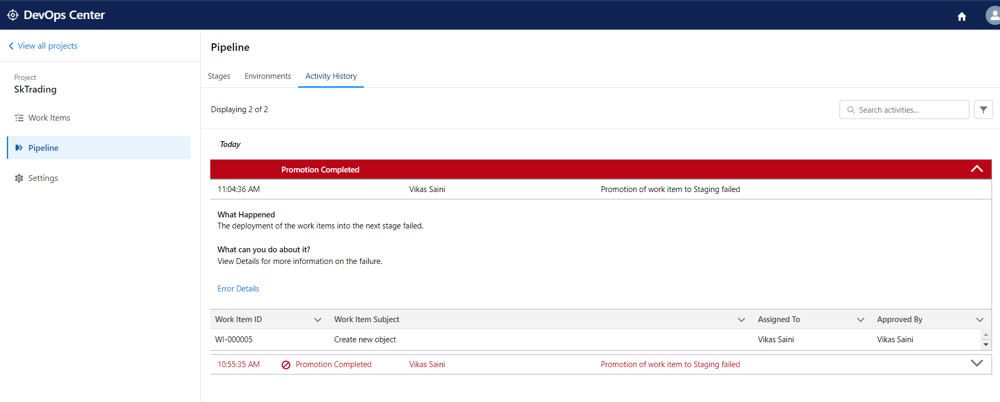 DevOps Center
View all projects
Project
SkTrading
Work Items
Pipeline
Settings
Pipeline
Stages Environments Activity History
Displaying 2 of 2
Search activities...
Today
Promotion Completed
11:04:36 AM Vikas Saini Promotion of work item to Staging failed
What Happened
The deployment of the work items into the next stage failed.
What can you do about it?
View Details for more information on the failure.
Error Details
Work Item ID Work Item Subject Assigned To Approved By
WI-000005 Create new object Vikas Saini Vikas Saini
10:55:35 AM Promotion Completed Vikas Saini Promotion of work item to Staging failed